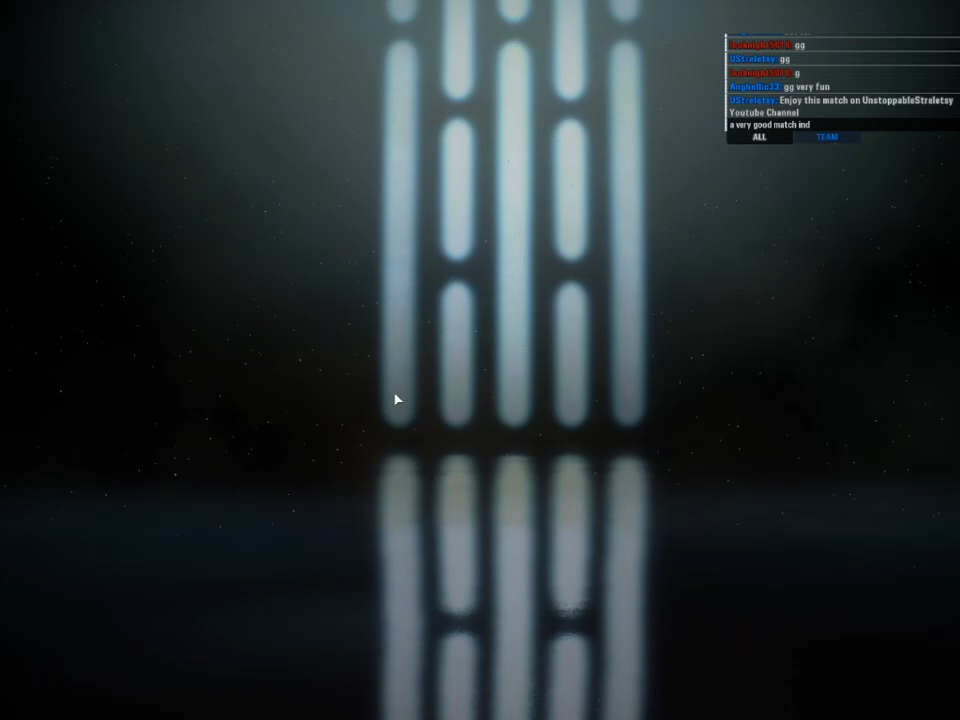 gg
UStreletsy: gg
g
Anghellic33: gg very fun
UStreletsy: Enjoy this match on UnstoppableStreletsy
Youtube Channel
a very good match ind
ALL TEAM